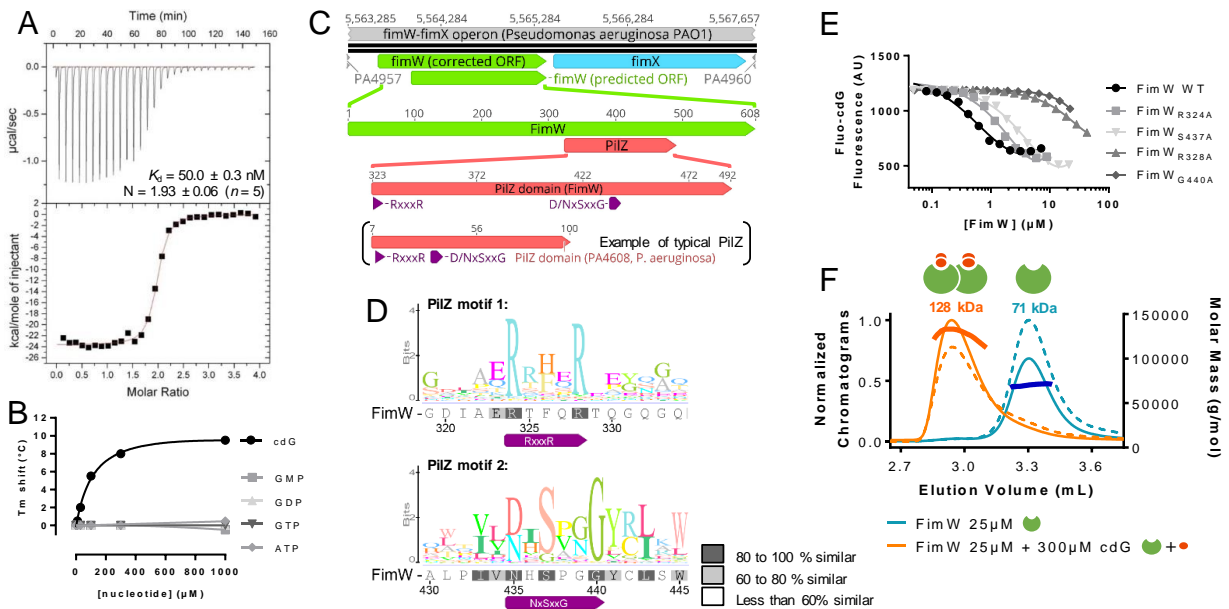 A
Time (min)
0 10 20 30 40 50 60 70 80 90 100 110 120 130 140 150
0.0
-1.0
µcal/sec
Kd = 50.0 ± 0.3 nM
N = 1.93 ± 0.06 (n = 5)
0
-2
-4
-6
-8
-10
-12
-14
-16
-18
-20
-22
-24
-26
kcal/mole of injectant
0.0 0.5 1.0 1.5 2.0 2.5 3.0 3.5 4.0
Molar Ratio
B
12
10
8
6
4
2
0
Tm shift (°C)
0 200 400 600 800 1000
[nucleotide] (µM)
cdG
GMP
GDP
GTP
ATP
C
5,563,285 5,564,284 5,565,284 5,566,284 5,567,657
fimW-fimX operon (Pseudomonas aeruginosa PAO1)
fimW (corrected ORF) fimX
PA4957 fimW (predicted ORF) PA4960
1 100 200 300 400 500 608
FimW
PilZ
323 372 422 472 492
PilZ domain (FimW)
RxxxR D/NxSxxG
7 56 100
Example of typical PilZ
RxxxR D/NxSxxG PilZ domain (PA4608, P. aeruginosa)
D
PilZ motif 1:
4
2
0
Bits
FimW G D I A E R T F Q R T Q G Q G Q
320 325 330 335
RxxxR
PilZ motif 2:
4
2
0
Bits
FimW A L P I V N H S P G G Y C L S W
430 435 440 445
NxSxxG
80 to 100 % similar
60 to 80 % similar
Less than 60% similar
E
1500
1000
500
Fluo-cdG
Fluorescence (AU)
0.1 1 10 100
[FimW] (µM)
FimW WT
FimW R324A
FimW S437A
FimW R328A
FimW G440A
F
128 kDa 71 kDa
1.0
0.5
0.0
Normalized
Chromatograms
150000
100000
50000
0
Molar Mass
(g/mol)
2.7 3.0 3.3 3.6
Elution Volume (mL)
FimW 25µM
FimW 25µM + 300µM cdG +